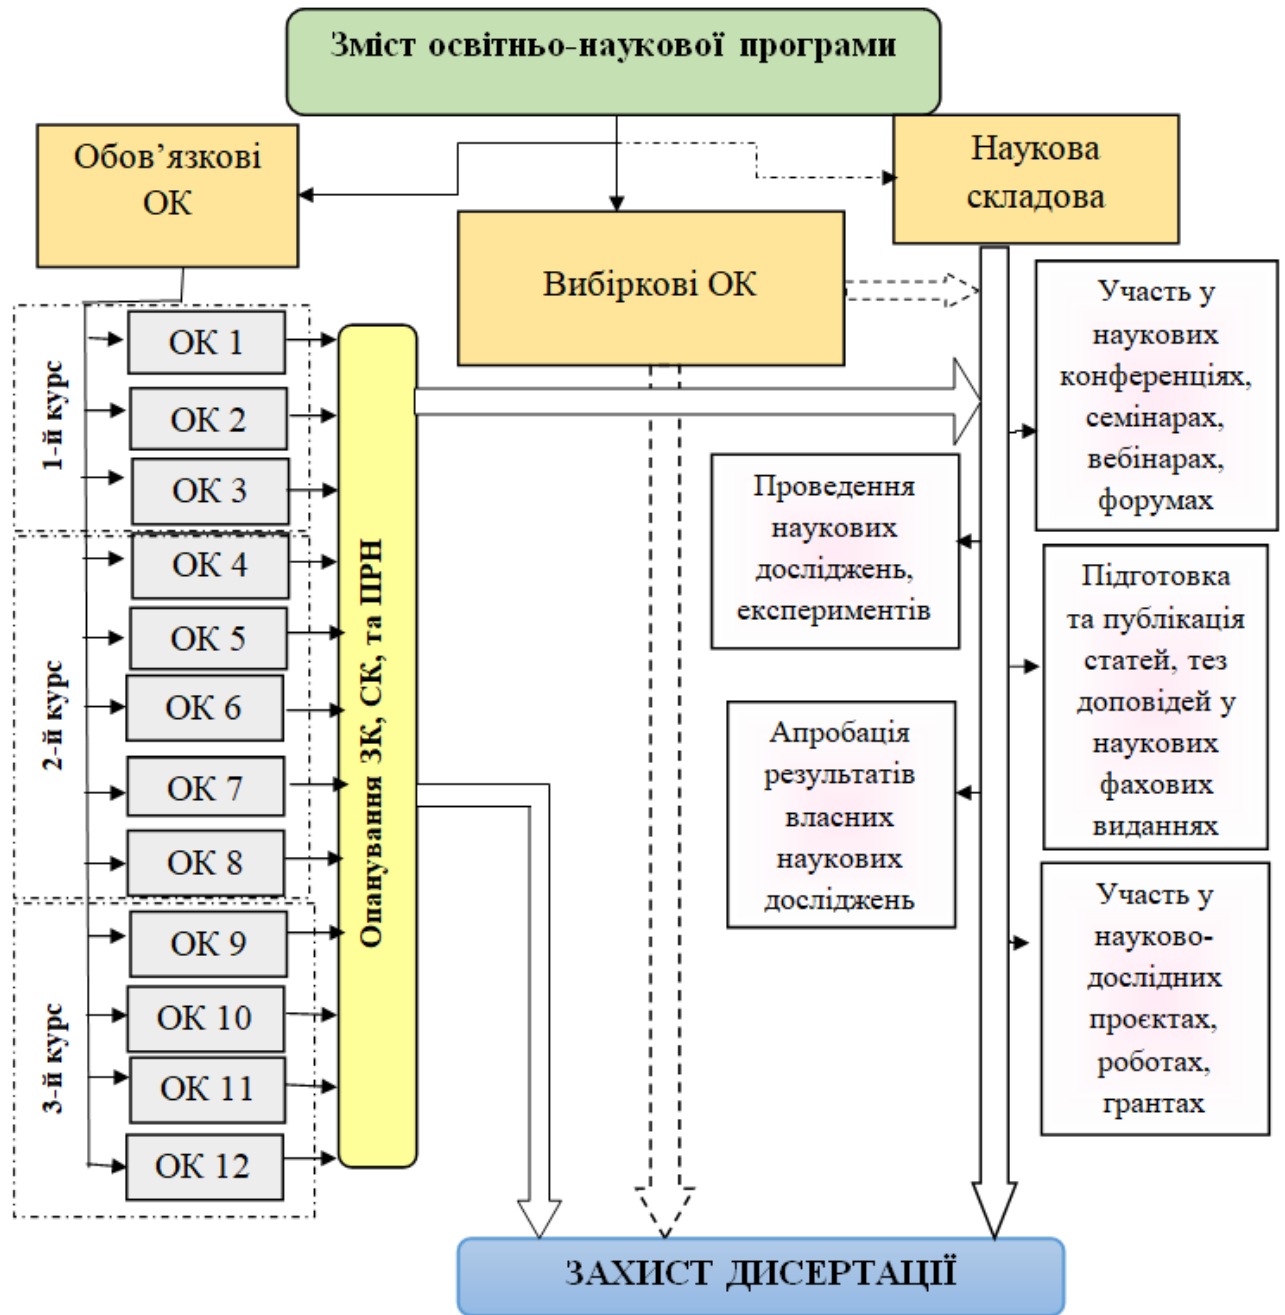 Зміст освітньо-наукової програми
Обов’язкові
ОК
Наукова
складова
Вибіркові ОК
1-й курс
ОК 1
ОК 2
ОК 3
2-й курс
ОК 4
ОК 5
ОК 6
ОК 7
ОК 8
3-й курс
ОК 9
ОК 10
ОК 11
ОК 12
Опанування ЗК, СК, та ПРН
Проведення
наукових
досліджень,
експериментів
Апробація
результатів
власних
наукових
досліджень
Участь у
наукових
конференціях,
семінарах,
вебінарах,
форумах
Підготовка
та публікація
статей, тез
доповідей у
наукових
фахових
виданнях
Участь у
науково-
дослідних
проєктах,
роботах,
грантах
ЗАХИСТ ДИСЕРТАЦІЇ